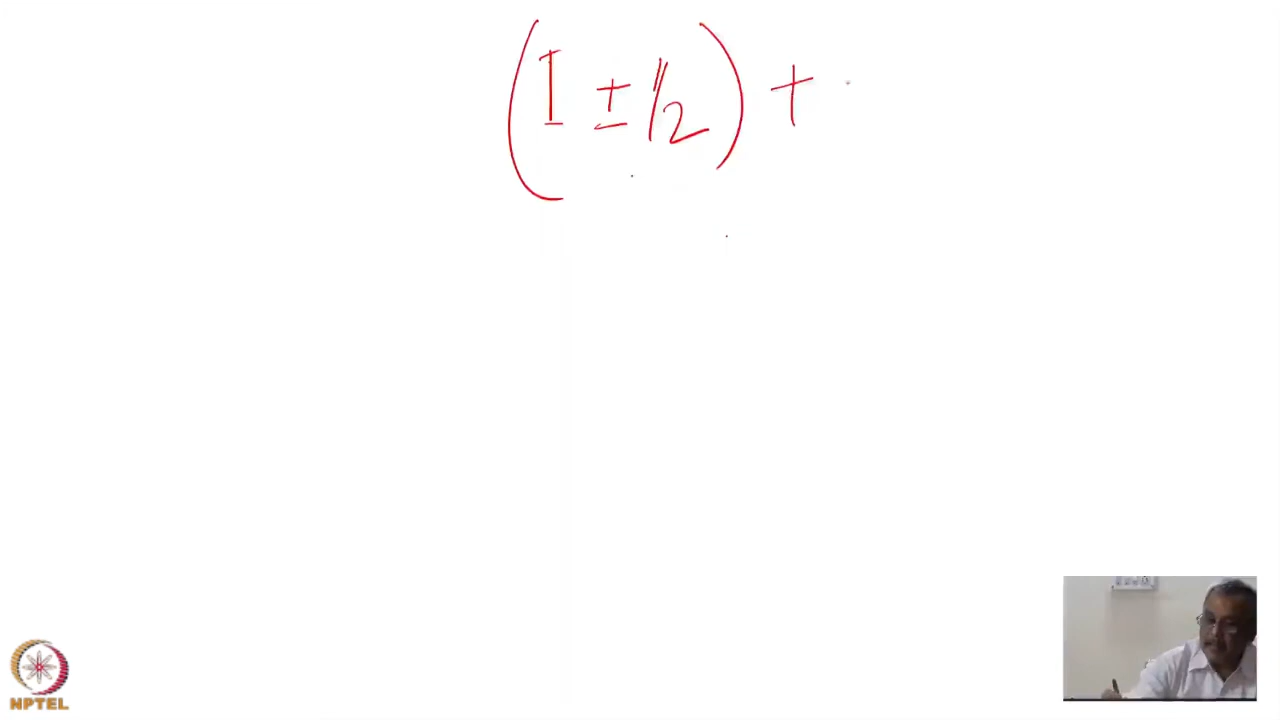 (I ± 1/2) +
NPTEL